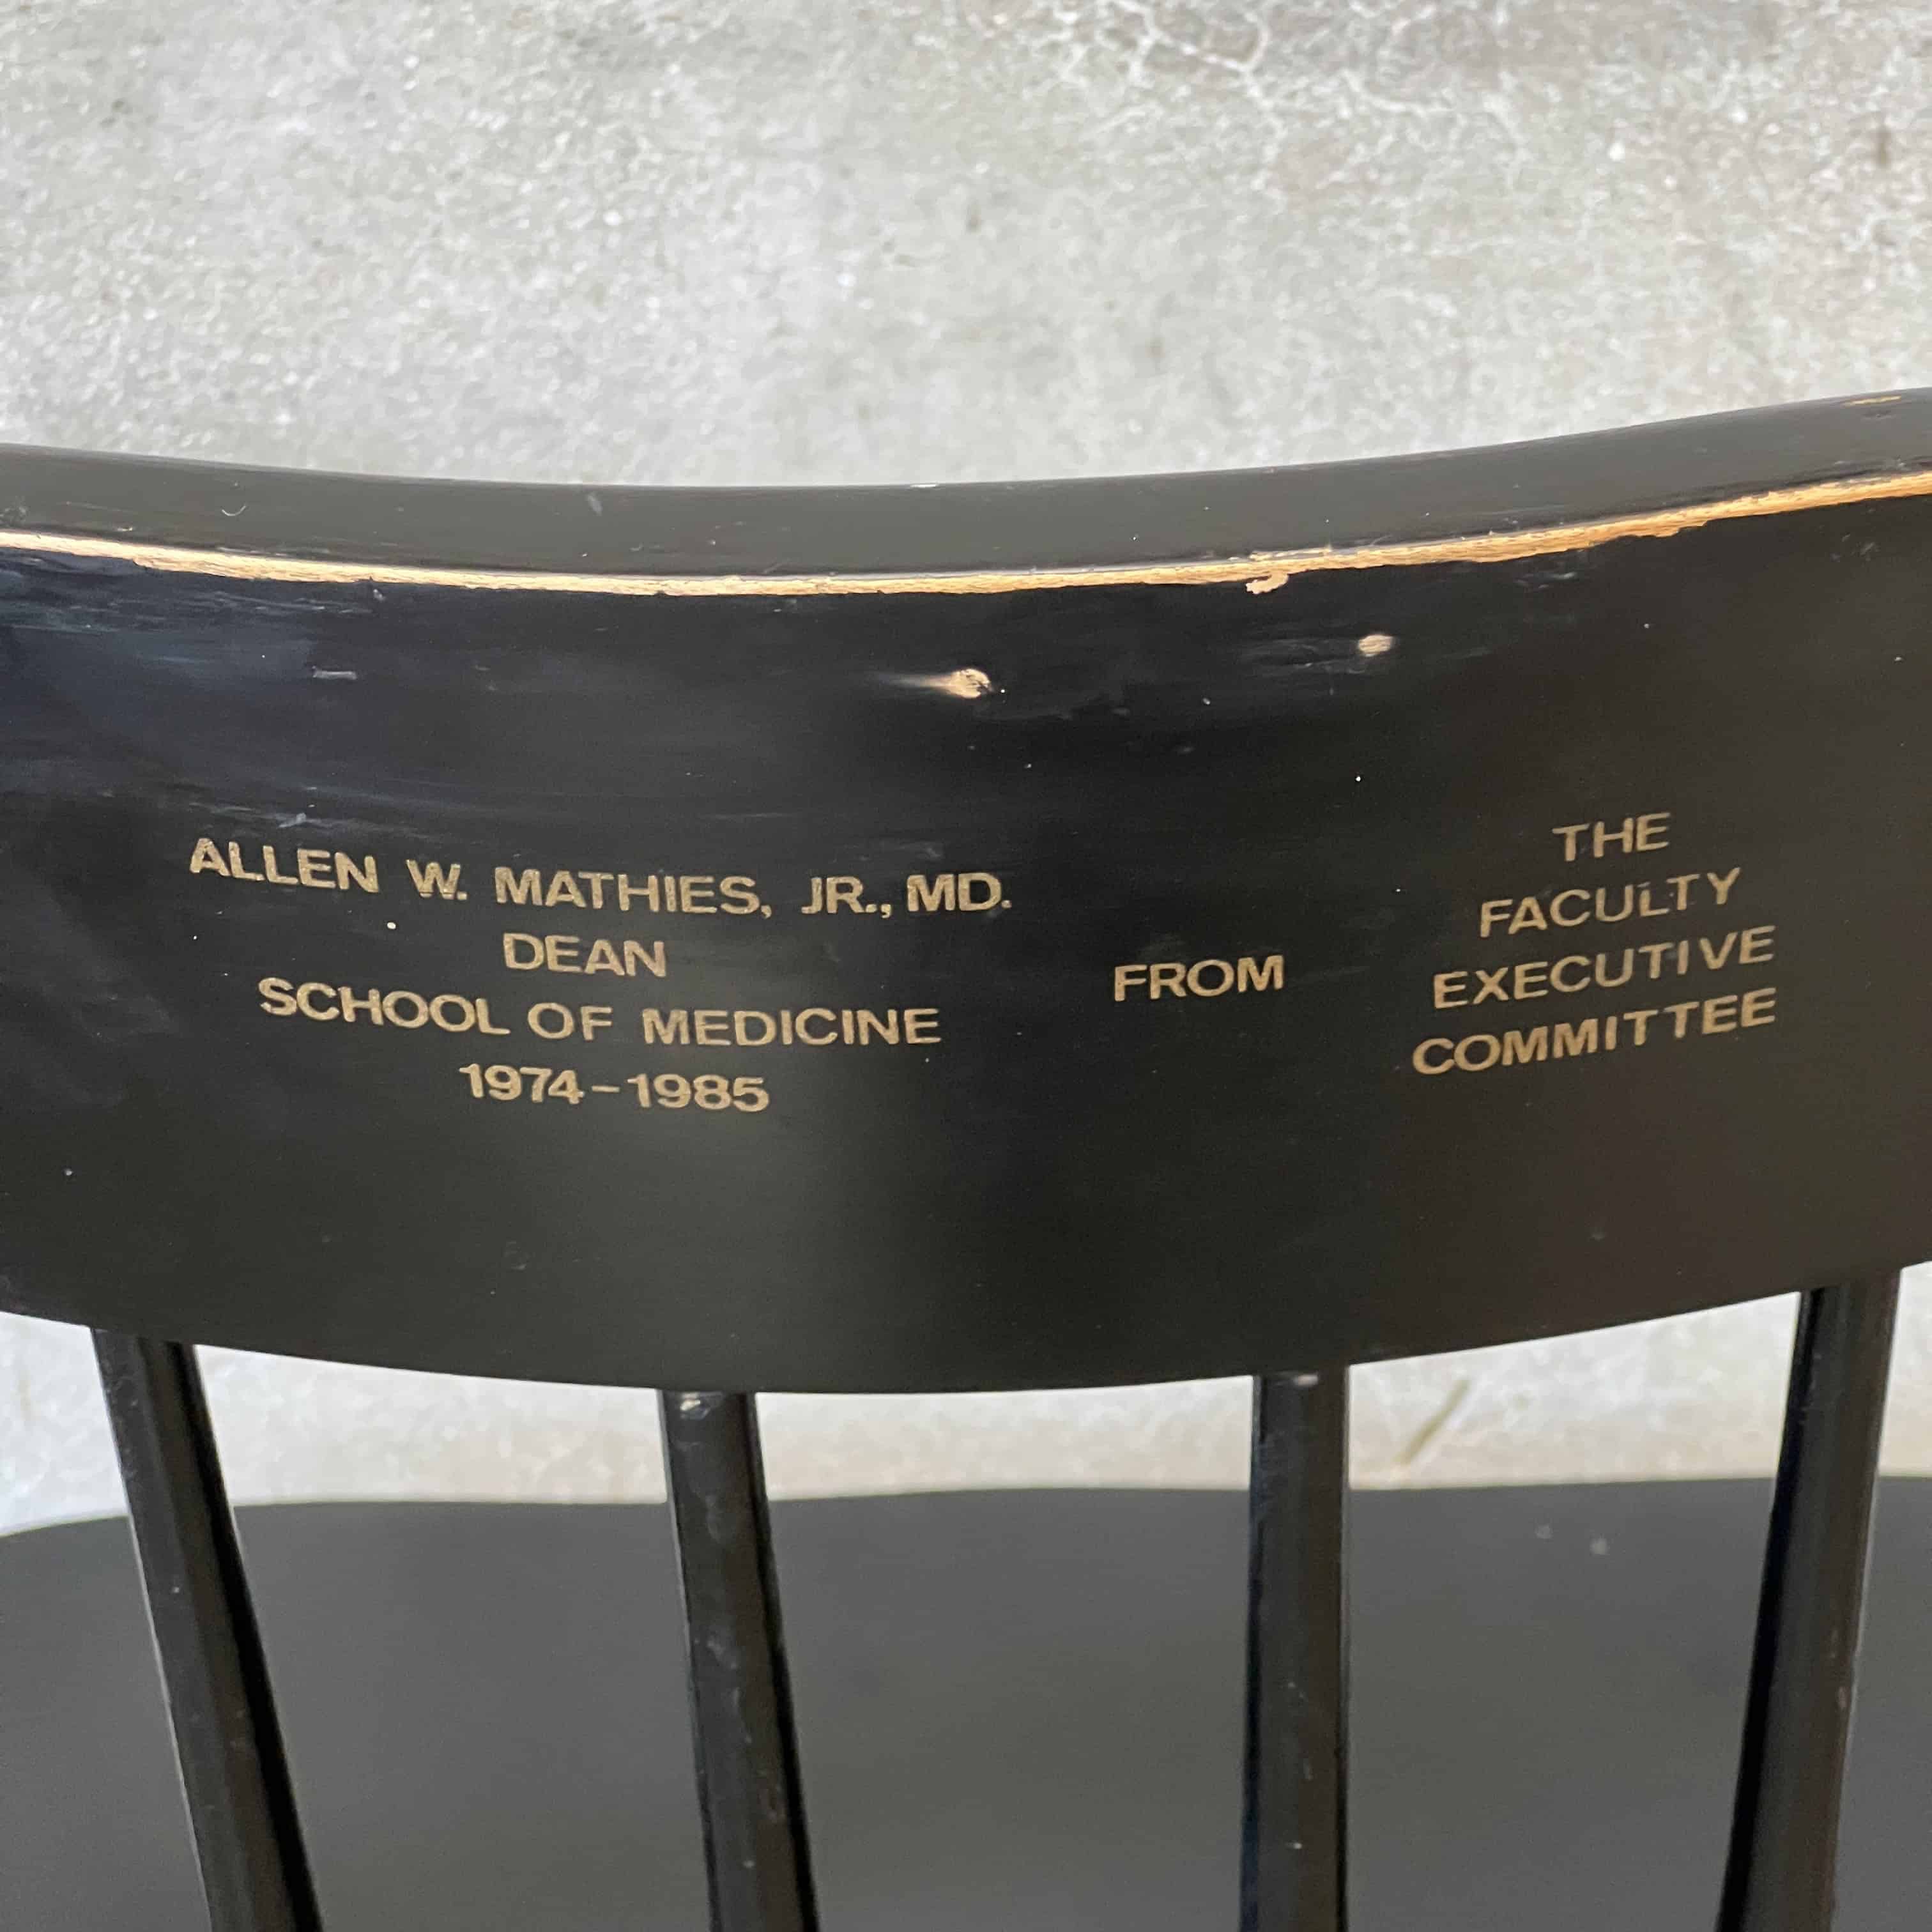 ALLEN W. MATHIES, JR., MD.
DEAN
SCHOOL OF MEDICINE
1974-1985
FROM
THE
FACULTY
EXECUTIVE
COMMITTEE